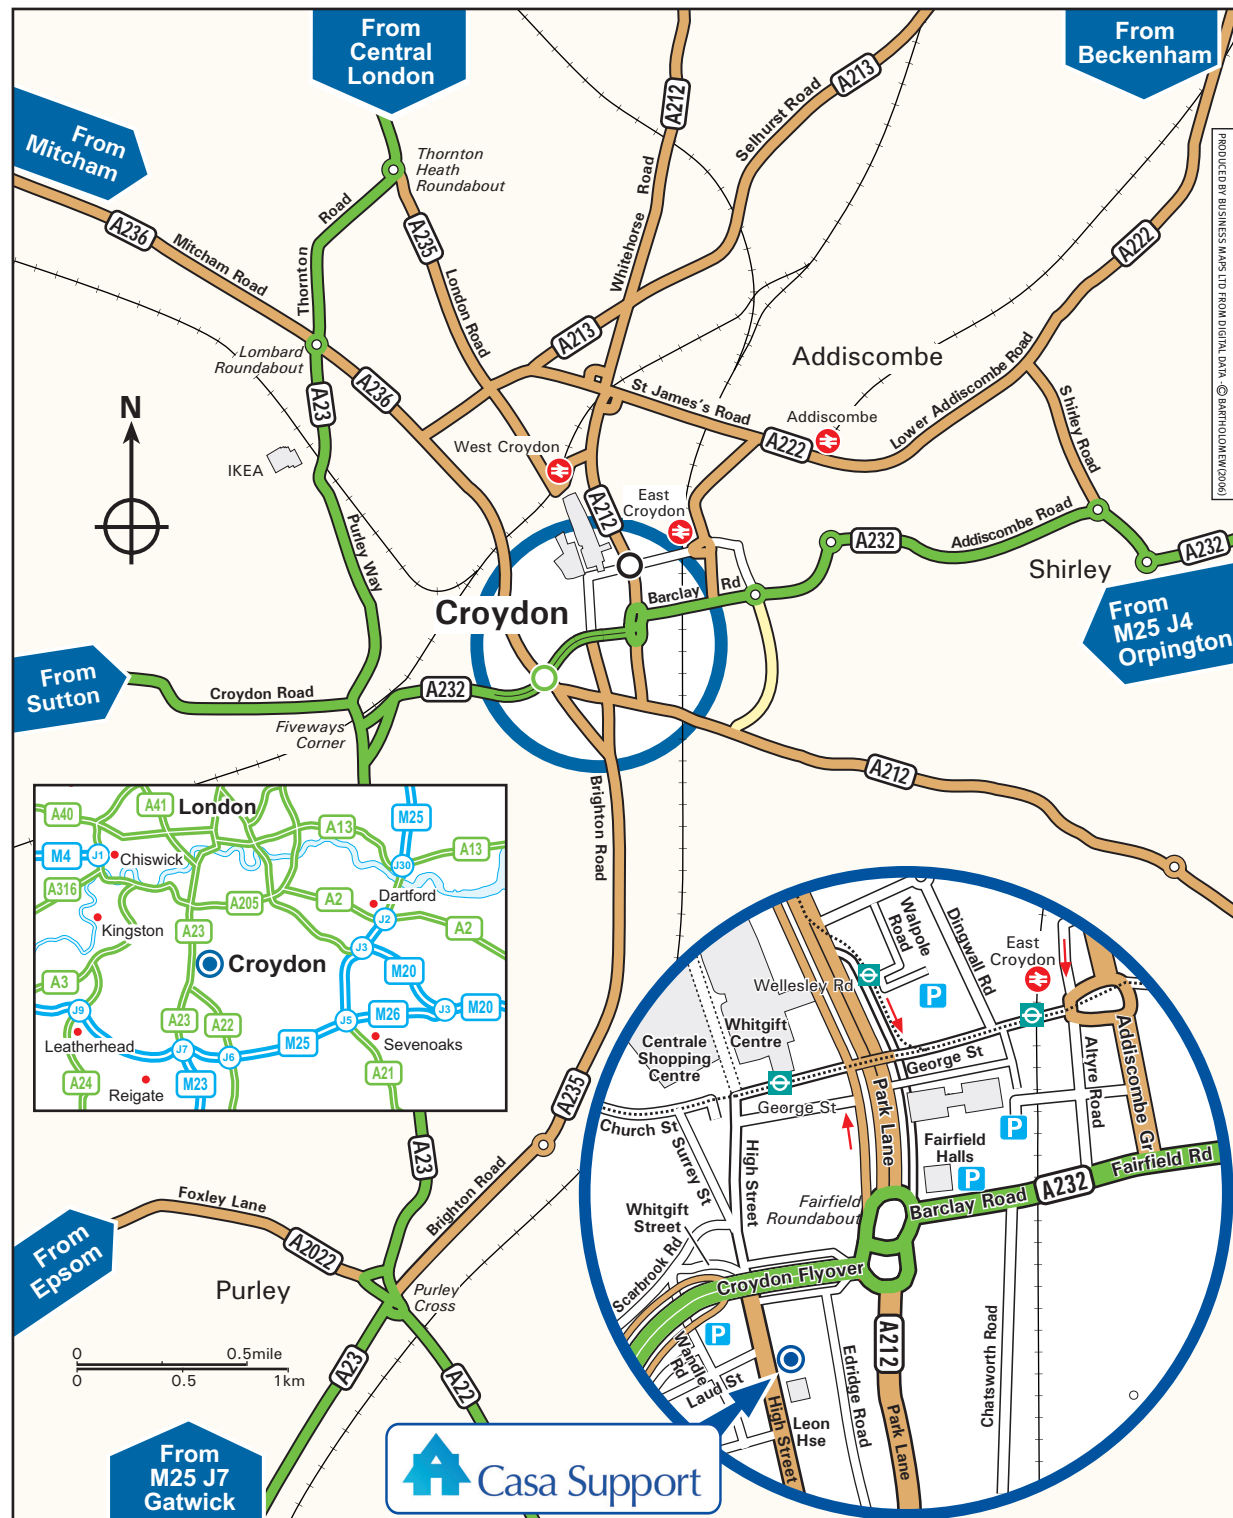 From
Central
London
From
Beckenham
From
Mitcham
A212
A213
Selhurst Road
Thornton
Heath
Roundabout
PRODUCED BY BUSINESS MAPS LTD FROM DIGITAL DATA - © BARTHOLOMEW(2006)
A236
Mitcham Road
Thornton Road
A235
London Road
Whitehorse Road
A222
Lombard
Roundabout
A213
Addiscombe
A23
A236
St James's Road
Addiscombe
A222
Lower Addiscombe Road
Shirley Road
N
IKEA
West Croydon
A212
East
Croydon
Purley Way
Addiscombe Road
A232
A232
Shirley
Croydon
Barclay Rd
From
M25 J4
Orpington
From
Sutton
Croydon Road
A232
Fiveways
Corner
A212
Brighton Road
A40
A41
London
A13
M25
A13
M4
J1
Chiswick
J30
A316
A205
A2
Dartford
J2
A2
Kingston
A23
J3
Croydon
M20
A3
J9
A23
A22
M26
J3
M20
J5
Leatherhead
J7
J6
M25
Sevenoaks
A24
Reigate
M23
A21
Walpole
Road
Dingwall Rd
East
Croydon
Wellesley Rd
P
Whitgift
Centre
Centrale
Shopping
Centre
George St
Addiscombe Gr
Altyre Road
George St
Park Lane
Church St
P
Surrey St
High Street
Fairfield
Halls
P
Fairfield Rd
A232
Barclay Road
Fairfield
Roundabout
Whitgift
Street
Scarbrook Rd
Croydon Flyover
P
Wandle
Rd
Laud St
A212
Edridge Road
Chatsworth Road
Leon
Hse
High Street
Park Lane
A235
A23
Brighton Road
Foxley Lane
A2022
From
Epsom
Purley
Purley
Cross
0 0.5mile
0 0.5 1km
A23
A22
From
M25 J7
Gatwick
Casa Support